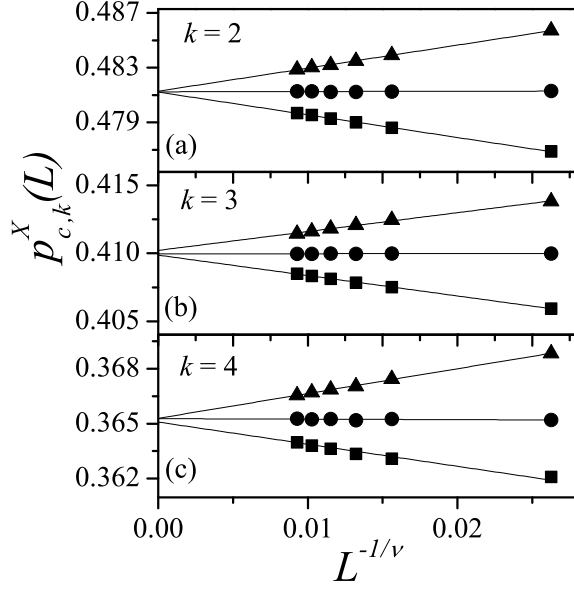 0.487
k = 2
0.483
0.479
(a)
0.415
k = 3
0.410
(b)
0.405
0.368
k = 4
0.365
(c)
0.362
p^X_{c,k}(L)
0.00 0.01 0.02
L^{-1/ν}